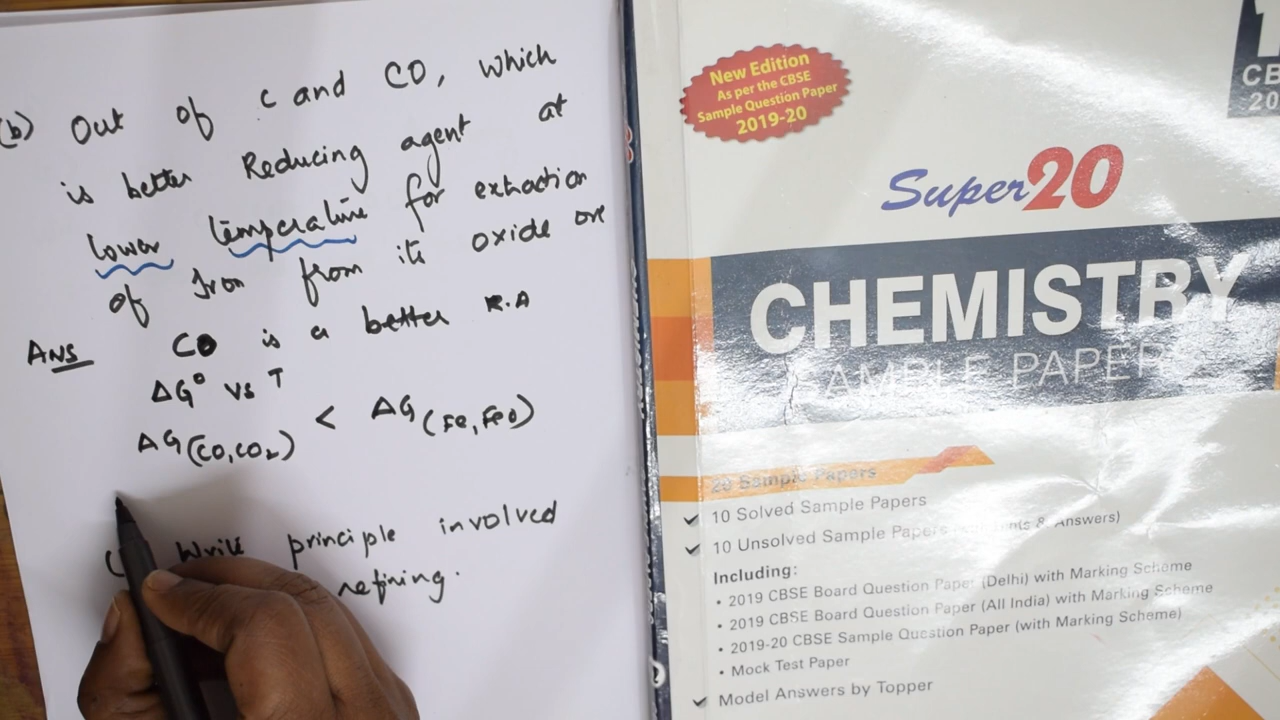 (b) Out of C and CO, which
is better Reducing agent at
lower temperature for extraction
of Iron from its oxide ore
Ans CO is a better R.A
ΔG° vs T
ΔG(CO,CO₂) < ΔG(Fe,FeO)
Write principle involved
refining.
New Edition
As per the CBSE
Sample Question Paper
2019-20
CB
20
Super20
CHEMISTRY
SAMPLE PAPERS
20 Sample Papers
✓ 10 Solved Sample Papers
✓ 10 Unsolved Sample Papers & Answers)
Including:
• 2019 CBSE Board Question Paper (Delhi) with Marking Scheme
• 2019 CBSE Board Question Paper (All India) with Marking Scheme
• 2019-20 CBSE Sample Question Paper (with Marking Scheme)
• Mock Test Paper
✓ Model Answers by Topper